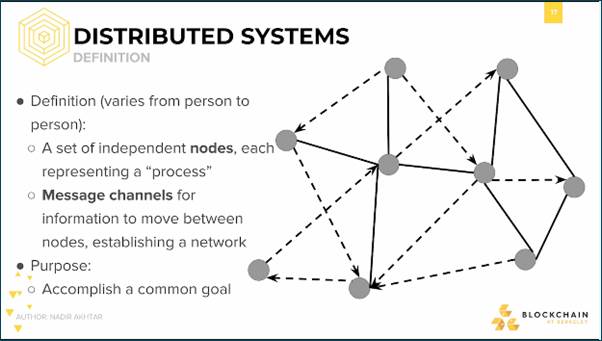 17
DISTRIBUTED SYSTEMS
DEFINITION
● Definition (varies from person to
person):
○ A set of independent nodes, each
representing a “process”
○ Message channels for
information to move between
nodes, establishing a network
● Purpose:
○ Accomplish a common goal
AUTHOR: NADIR AKHTAR
BLOCKCHAIN
AT BERKELEY